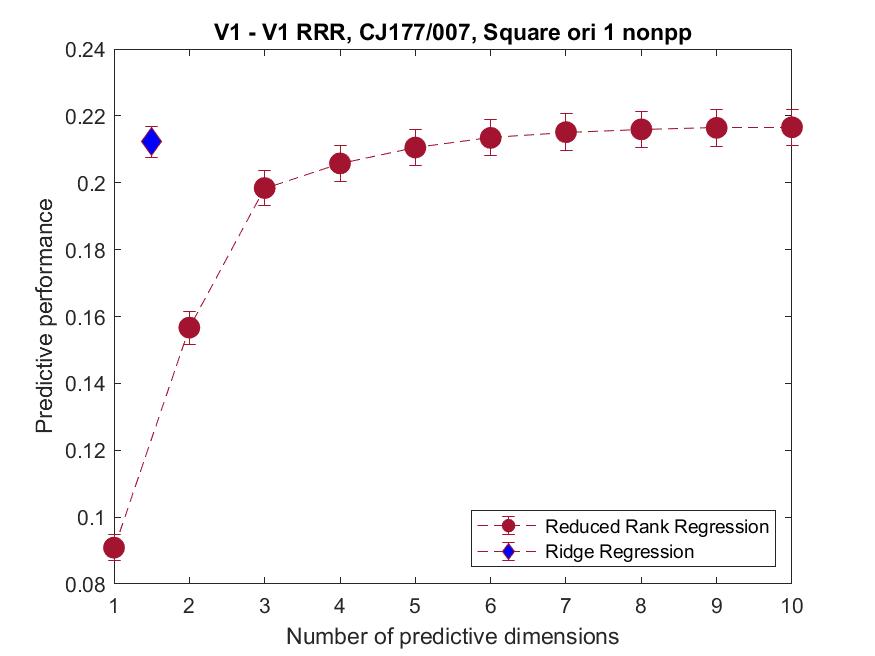 V1 - V1 RRR, CJ177/007, Square ori 1 nonpp
0.24
0.22
0.2
0.18
0.16
0.14
0.12
0.1
0.08
Predictive performance
Reduced Rank Regression
Ridge Regression
1 2 3 4 5 6 7 8 9 10
Number of predictive dimensions